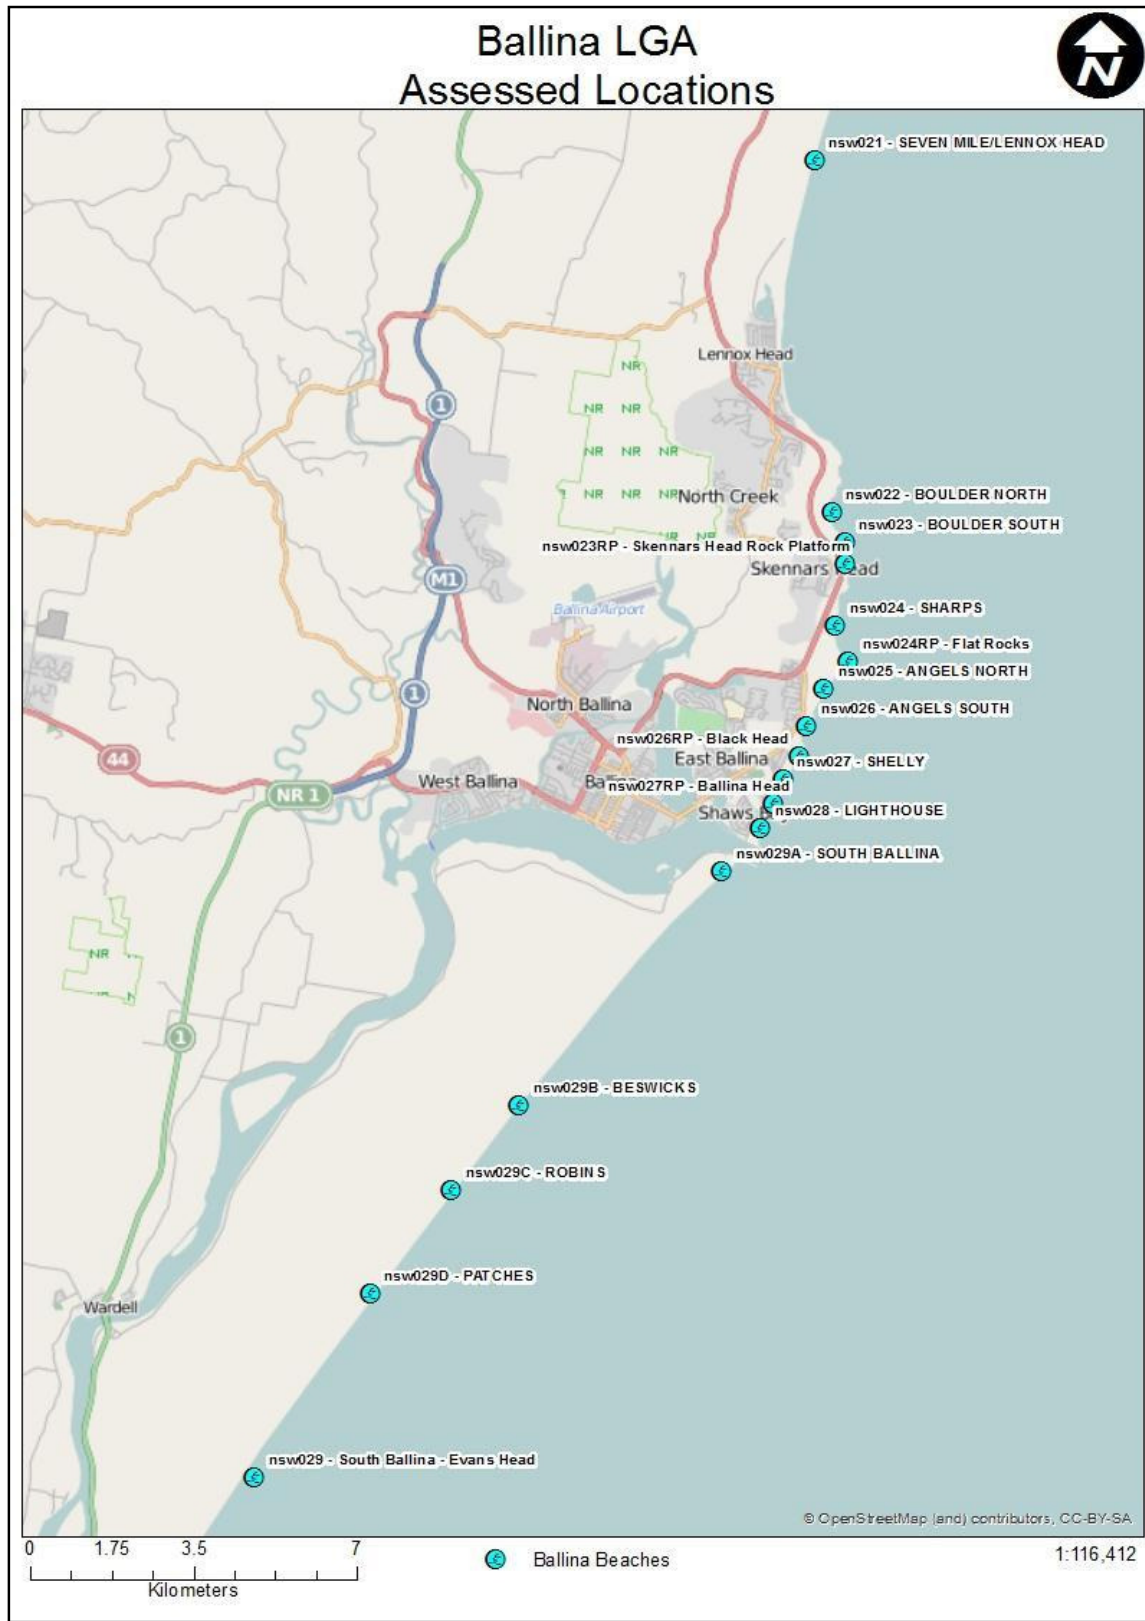 Ballina LGA
Assessed Locations
N
nsw021 - SEVEN MILE/LENNOX HEAD
Lennox Head
NR
1
NR NR
NR NR NR
NR NR NR
North Creek
nsw022 - BOULDER NORTH
nsw023 - BOULDER SOUTH
nsw023RP - Skennars Head Rock Platform
Skennars Head
M1
Ballina Airport
nsw024 - SHARPS
nsw024RP - Flat Rocks
nsw025 - ANGELS NORTH
1
North Ballina
nsw026 - ANGELS SOUTH
nsw026RP - Black Head
44
East Ballina
nsw027 - SHELLY
West Ballina
nsw027RP - Ballina Head
NR 1
nsw028 - LIGHTHOUSE
nsw029A - SOUTH BALLINA
NR
1
nsw029B - BESWICKS
nsw029C - ROBINS
nsw029D - PATCHES
Wardell
nsw029 - South Ballina - Evans Head
© OpenStreetMap (and) contributors, CC-BY-SA
0 1.75 3.5 7
Kilometers
Ballina Beaches
1:116,412